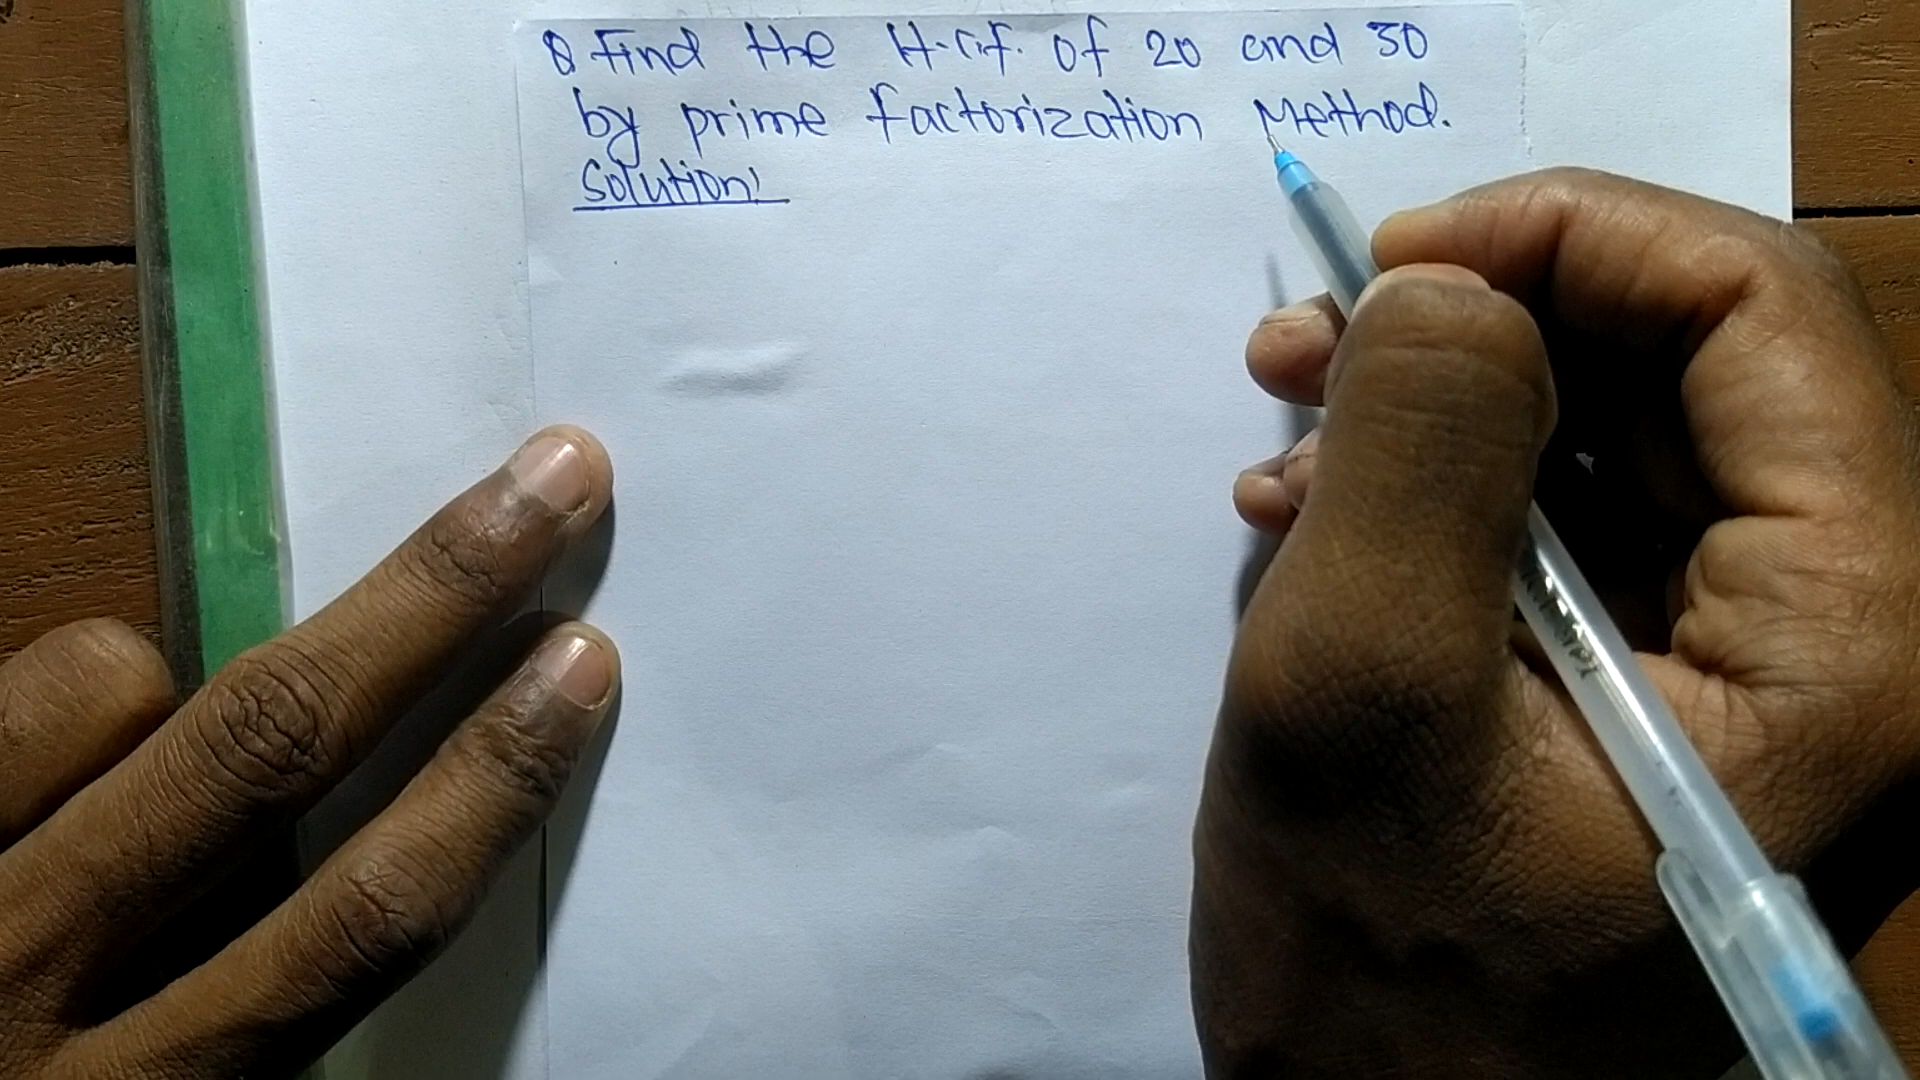 Q Find the H.C.F. of 20 and 30
by prime factorization Method.
Solution!